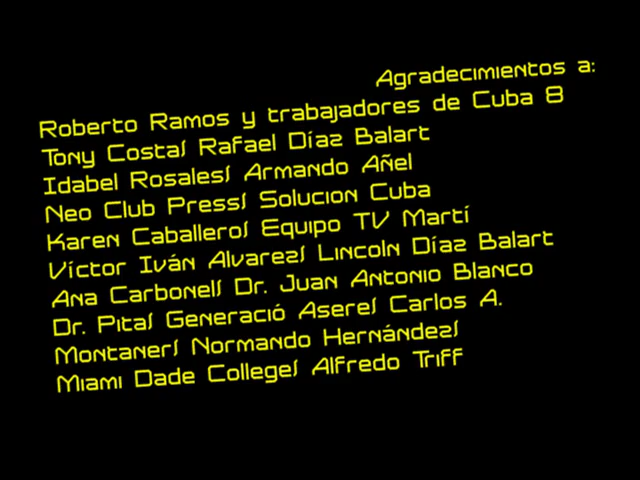 Agradecimientos a:
Roberto Ramos y trabajadores de Cuba 8
Tony Costa, Rafael Díaz Balart
Idabel Rosales, Armando Añel
Neo Club Press, Solucion Cuba
Karen Caballero, Equipo TV Martí
Víctor Iván Alvarez, Lincoln Díaz Balart
Ana Carbonel, Dr. Juan Antonio Blanco
Dr. Pita, Generació Asere, Carlos A.
Montaner, Normando Hernández,
Miami Dade College, Alfredo Triff